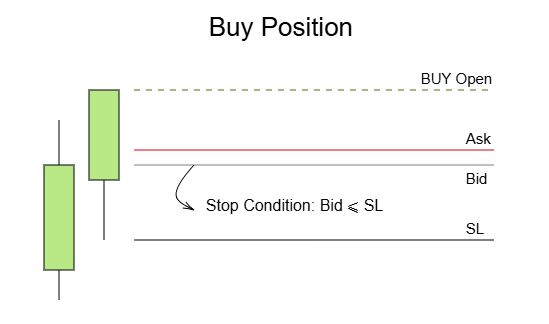 Buy Position
BUY Open
Ask
Bid
Stop Condition: Bid ⩽ SL
SL